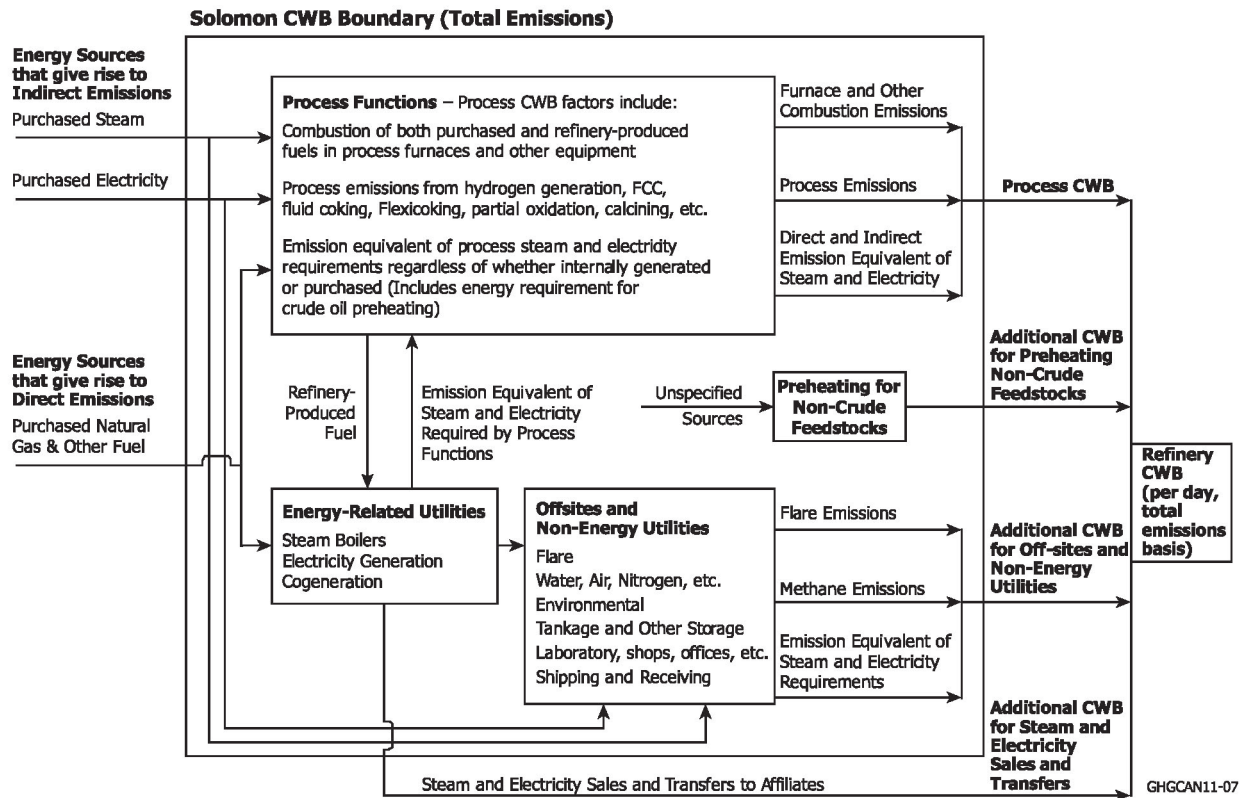 Solomon CWB Boundary (Total Emissions)
Energy Sources
that give rise to
Indirect Emissions
Purchased Steam
Purchased Electricity
Process Functions – Process CWB factors include:
Combustion of both purchased and refinery-produced
fuels in process furnaces and other equipment
Process emissions from hydrogen generation, FCC,
fluid coking, Flexicoking, partial oxidation, calcining, etc.
Emission equivalent of process steam and electricity
requirements regardless of whether internally generated
or purchased (Includes energy requirement for
crude oil preheating)
Furnace and Other
Combustion Emissions
Process Emissions
Direct and Indirect
Emission Equivalent of
Steam and Electricity
Process CWB
Energy Sources
that give rise to
Direct Emissions
Purchased Natural
Gas & Other Fuel
Refinery-
Produced
Fuel
Emission Equivalent of
Steam and Electricity
Required by Process
Functions
Unspecified
Sources
Preheating for
Non-Crude
Feedstocks
Additional CWB
for Preheating
Non-Crude
Feedstocks
Energy-Related Utilities
Steam Boilers
Electricity Generation
Cogeneration
Offsites and
Non-Energy Utilities
Flare
Water, Air, Nitrogen, etc.
Environmental
Tankage and Other Storage
Laboratory, shops, offices, etc.
Shipping and Receiving
Flare Emissions
Methane Emissions
Emission Equivalent of
Steam and Electricity
Requirements
Additional CWB
for Off-sites and
Non-Energy
Utilities
Refinery
CWB
(per day,
total
emissions
basis)
Additional CWB
for Steam and
Electricity
Sales and
Transfers
Steam and Electricity Sales and Transfers to Affiliates
GHGCAN11-07